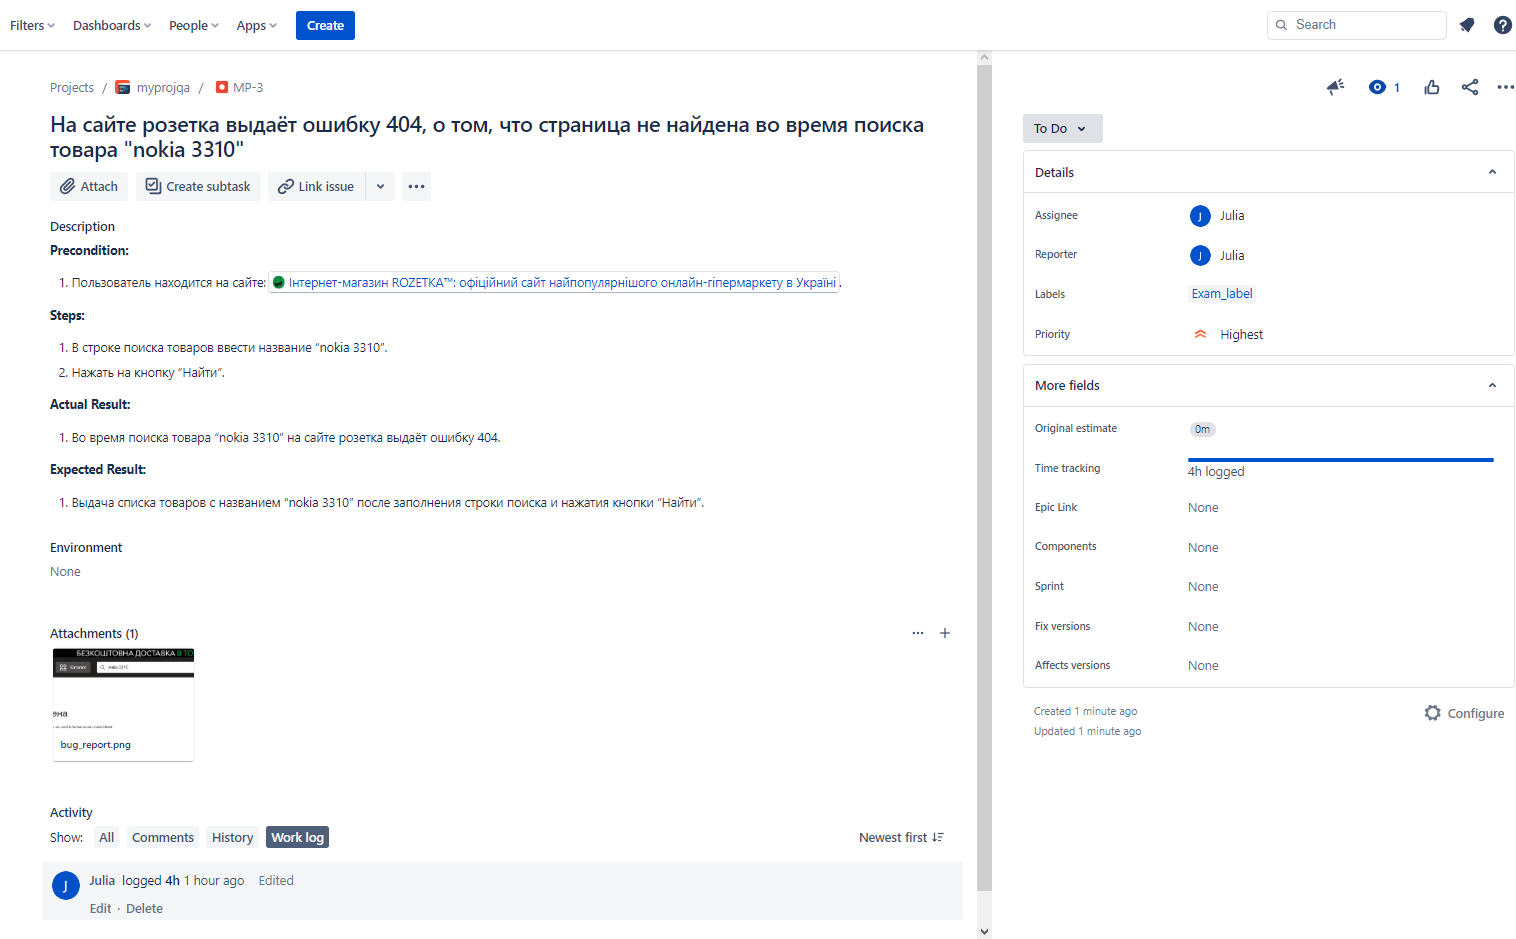 Filters Dashboards People Apps Create Search ?
Projects / myprojqa / MP-3
1
На сайте розетка выдаёт ошибку 404, о том, что страница не найдена во время поиска
товара "nokia 3310"
Attach Create subtask Link issue
Description
Precondition:
1. Пользователь находится на сайте: Інтернет-магазин ROZETKA™: офіційний сайт найпопулярнішого онлайн-гіпермаркету в Україні.
Steps:
1. В строке поиска товаров ввести название “nokia 3310”.
2. Нажать на кнопку “Найти”.
Actual Result:
1. Во время поиска товара “nokia 3310” на сайте розетка выдаёт ошибку 404.
Expected Result:
1. Выдача списка товаров с названием “nokia 3310” после заполнения строки поиска и нажатия кнопки “Найти”.
Environment
None
Attachments (1)
БЕЗКОШТОВНА ДОСТАВКА В ТО
Каталог nokia 3310
ена
bug_report.png
Activity
Show: All Comments History Work log Newest first
J Julia logged 4h 1 hour ago Edited
Edit · Delete
To Do
Details
Assignee J Julia
Reporter J Julia
Labels Exam_label
Priority Highest
More fields
Original estimate 0m
Time tracking 4h logged
Epic Link None
Components None
Sprint None
Fix versions None
Affects versions None
Created 1 minute ago Configure
Updated 1 minute ago